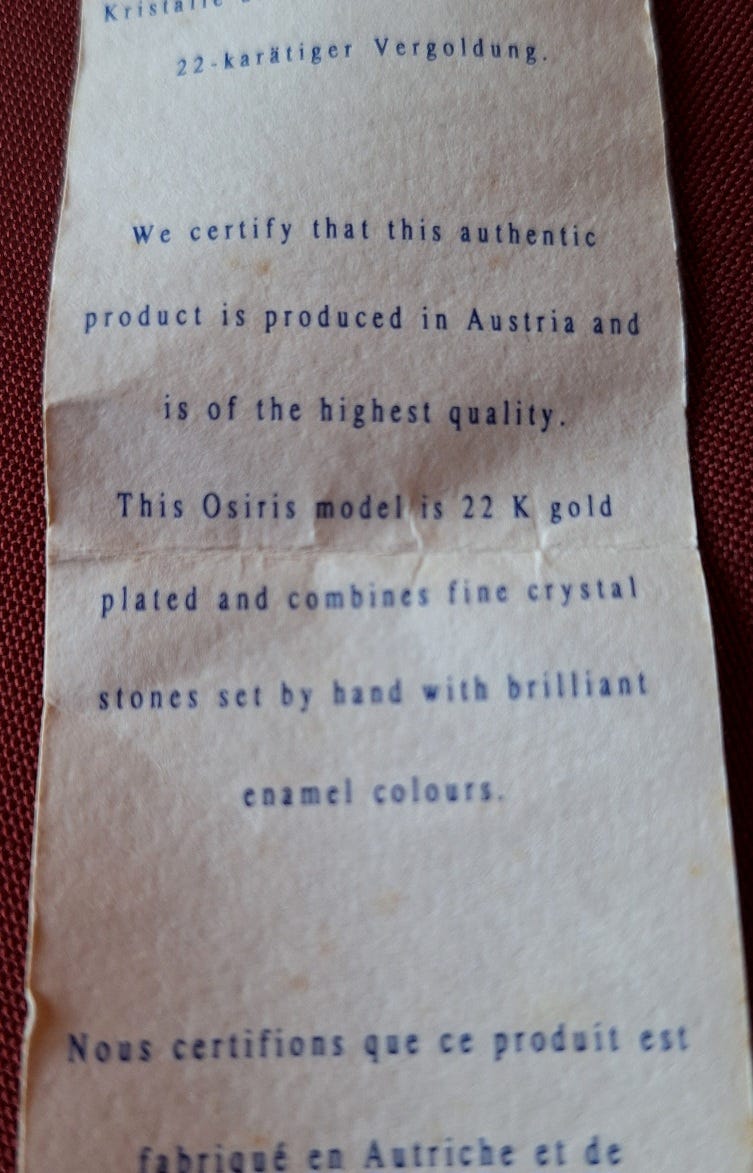 Kristalle
22-karätiger Vergoldung.
We certify that this authentic
product is produced in Austria and
is of the highest quality.
This Osiris model is 22 K gold
plated and combines fine crystal
stones set by hand with brilliant
enamel colours.
Nous certifions que ce produit est
fabriqué en Autriche et de